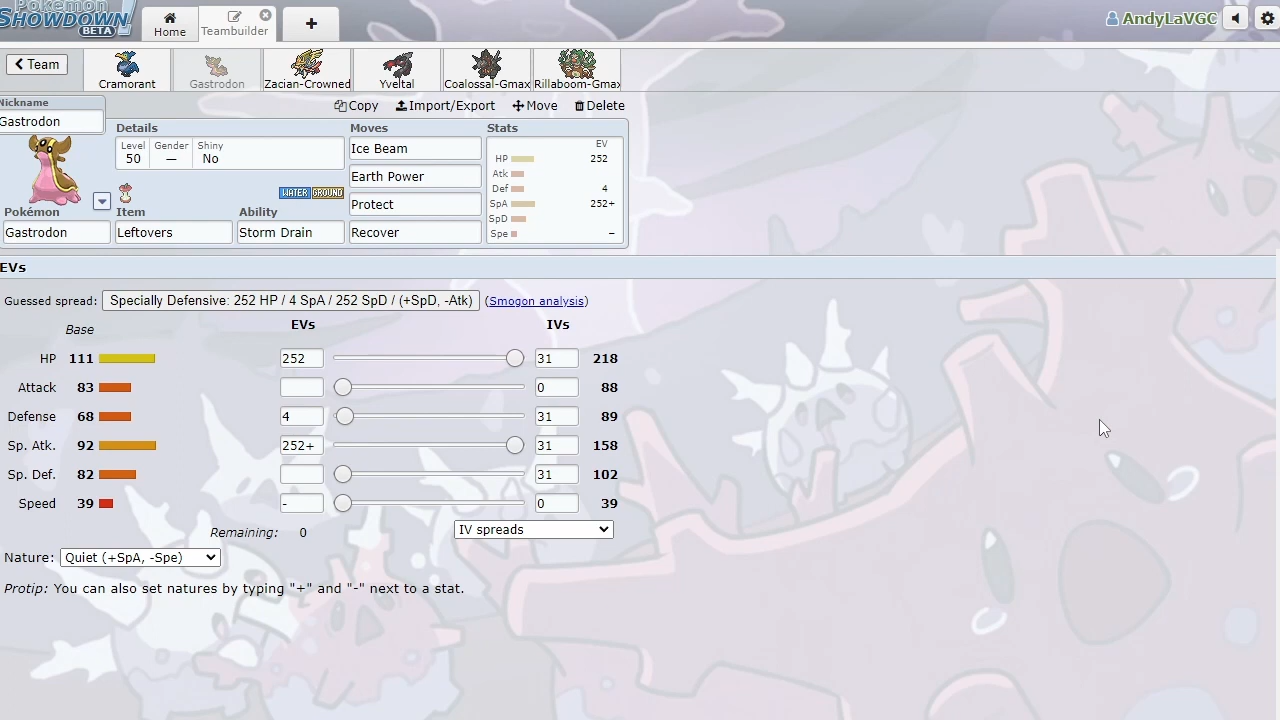 Pokémon
SHOWDOWN!
BETA
Home
Teambuilder
+
AndyLaVGC
Team
Cramorant
Gastrodon
Zacian-Crowned
Yveltal
Coalossal-Gmax
Rillaboom-Gmax
Nickname
Gastrodon
Copy
Import/Export
Move
Delete
Details
Level Gender Shiny
50 — No
WATER GROUND
Pokémon
Gastrodon
Item
Leftovers
Ability
Storm Drain
Moves
Ice Beam
Earth Power
Protect
Recover
Stats
EV
HP 252
Atk
Def 4
SpA 252+
SpD
Spe −
EVs
Guessed spread: Specially Defensive: 252 HP / 4 SpA / 252 SpD / (+SpD, -Atk) (Smogon analysis)
Base EVs IVs
HP 111 252 31 218
Attack 83 0 88
Defense 68 4 31 89
Sp. Atk. 92 252+ 31 158
Sp. Def. 82 31 102
Speed 39 - 0 39
Remaining: 0 IV spreads
Nature: Quiet (+SpA, -Spe)
Protip: You can also set natures by typing "+" and "-" next to a stat.